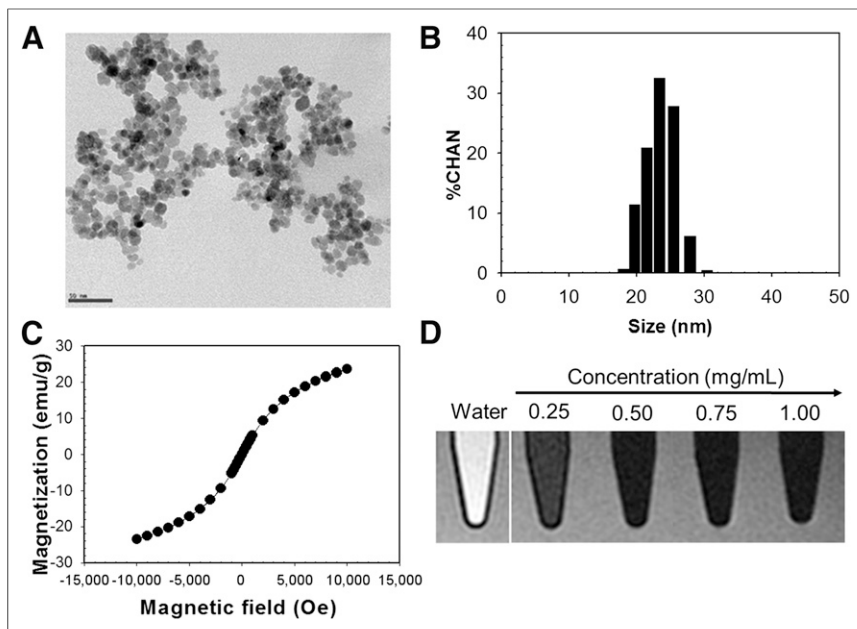 A
50 nm
B
%CHAN
40
30
20
10
0
0 10 20 30 40 50
Size (nm)
C
Magnetization (emu/g)
30
20
10
0
-10
-20
-30
-15,000 -10,000 -5,000 0 5,000 10,000 15,000
Magnetic field (Oe)
D
Concentration (mg/mL)
Water 0.25 0.50 0.75 1.00